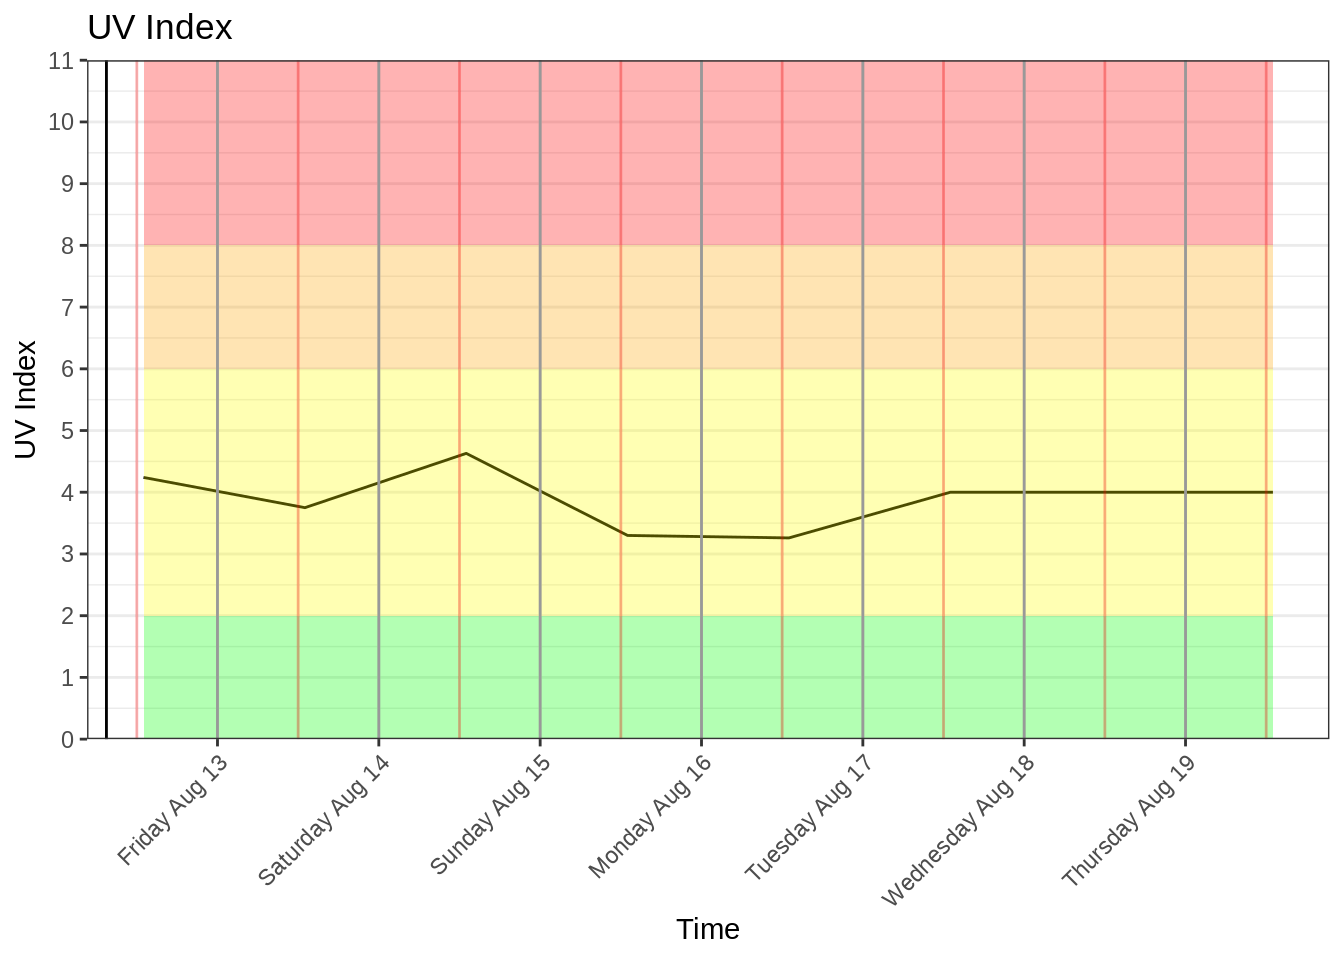 UV Index
11
10
9
8
7
6
5
4
3
2
1
0
UV Index
Friday Aug 13
Saturday Aug 14
Sunday Aug 15
Monday Aug 16
Tuesday Aug 17
Wednesday Aug 18
Thursday Aug 19
Time